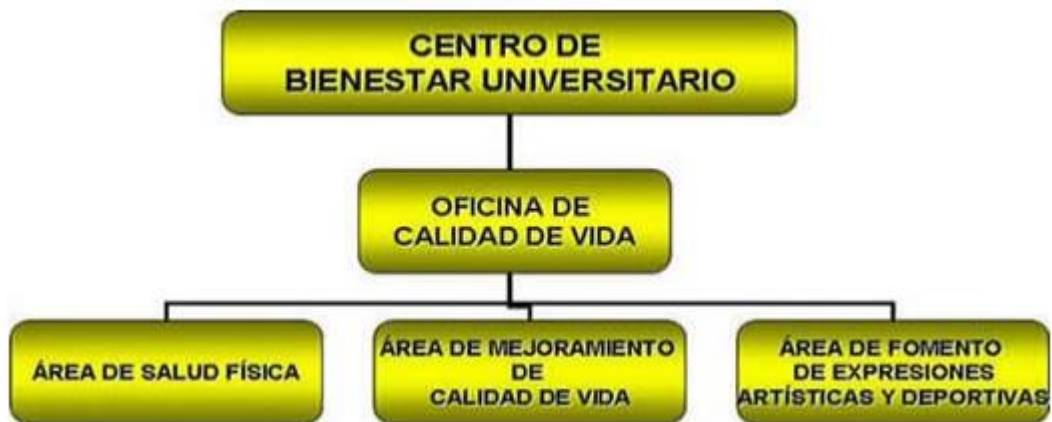 CENTRO DE
BIENESTAR UNIVERSITARIO
OFICINA DE
CALIDAD DE VIDA
ÁREA DE SALUD FÍSICA
ÁREA DE MEJORAMIENTO
DE
CALIDAD DE VIDA
ÁREA DE FOMENTO
DE EXPRESIONES
ARTÍSTICAS Y DEPORTIVAS